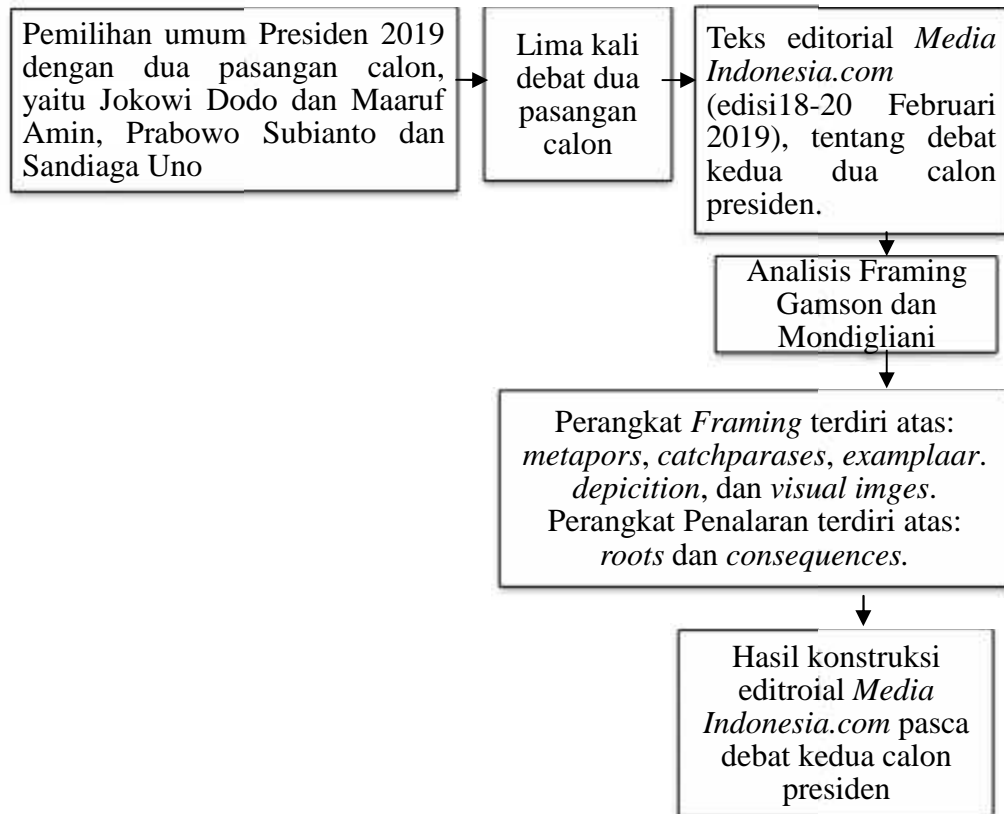 Pemilihan umum Presiden 2019
dengan dua pasangan calon,
yaitu Jokowi Dodo dan Maaruf
Amin, Prabowo Subianto dan
Sandiaga Uno
Lima kali
debat dua
pasangan
calon
Teks editorial Media
Indonesia.com
(edisi18-20 Februari
2019), tentang debat
kedua dua calon
presiden.
Analisis Framing
Gamson dan
Mondigliani
Perangkat Framing terdiri atas:
metapors, catchparases, examplaar.
depicition, dan visual imges.
Perangkat Penalaran terdiri atas:
roots dan consequences.
Hasil konstruksi
editroial Media
Indonesia.com pasca
debat kedua calon
presiden